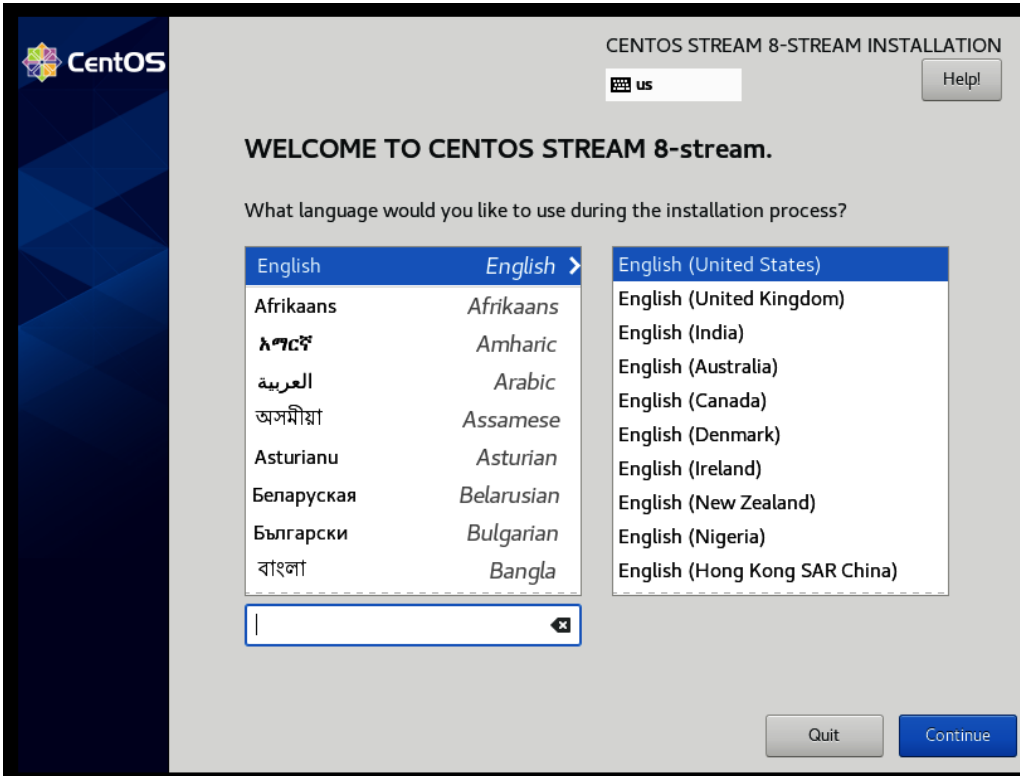 CentOS
CENTOS STREAM 8-STREAM INSTALLATION
us
Help!
WELCOME TO CENTOS STREAM 8-stream.
What language would you like to use during the installation process?
English English
Afrikaans Afrikaans
አማርኛ Amharic
العربية Arabic
অসমীয়া Assamese
Asturianu Asturian
Беларуская Belarusian
Български Bulgarian
বাংলা Bangla
English (United States)
English (United Kingdom)
English (India)
English (Australia)
English (Canada)
English (Denmark)
English (Ireland)
English (New Zealand)
English (Nigeria)
English (Hong Kong SAR China)
Quit
Continue